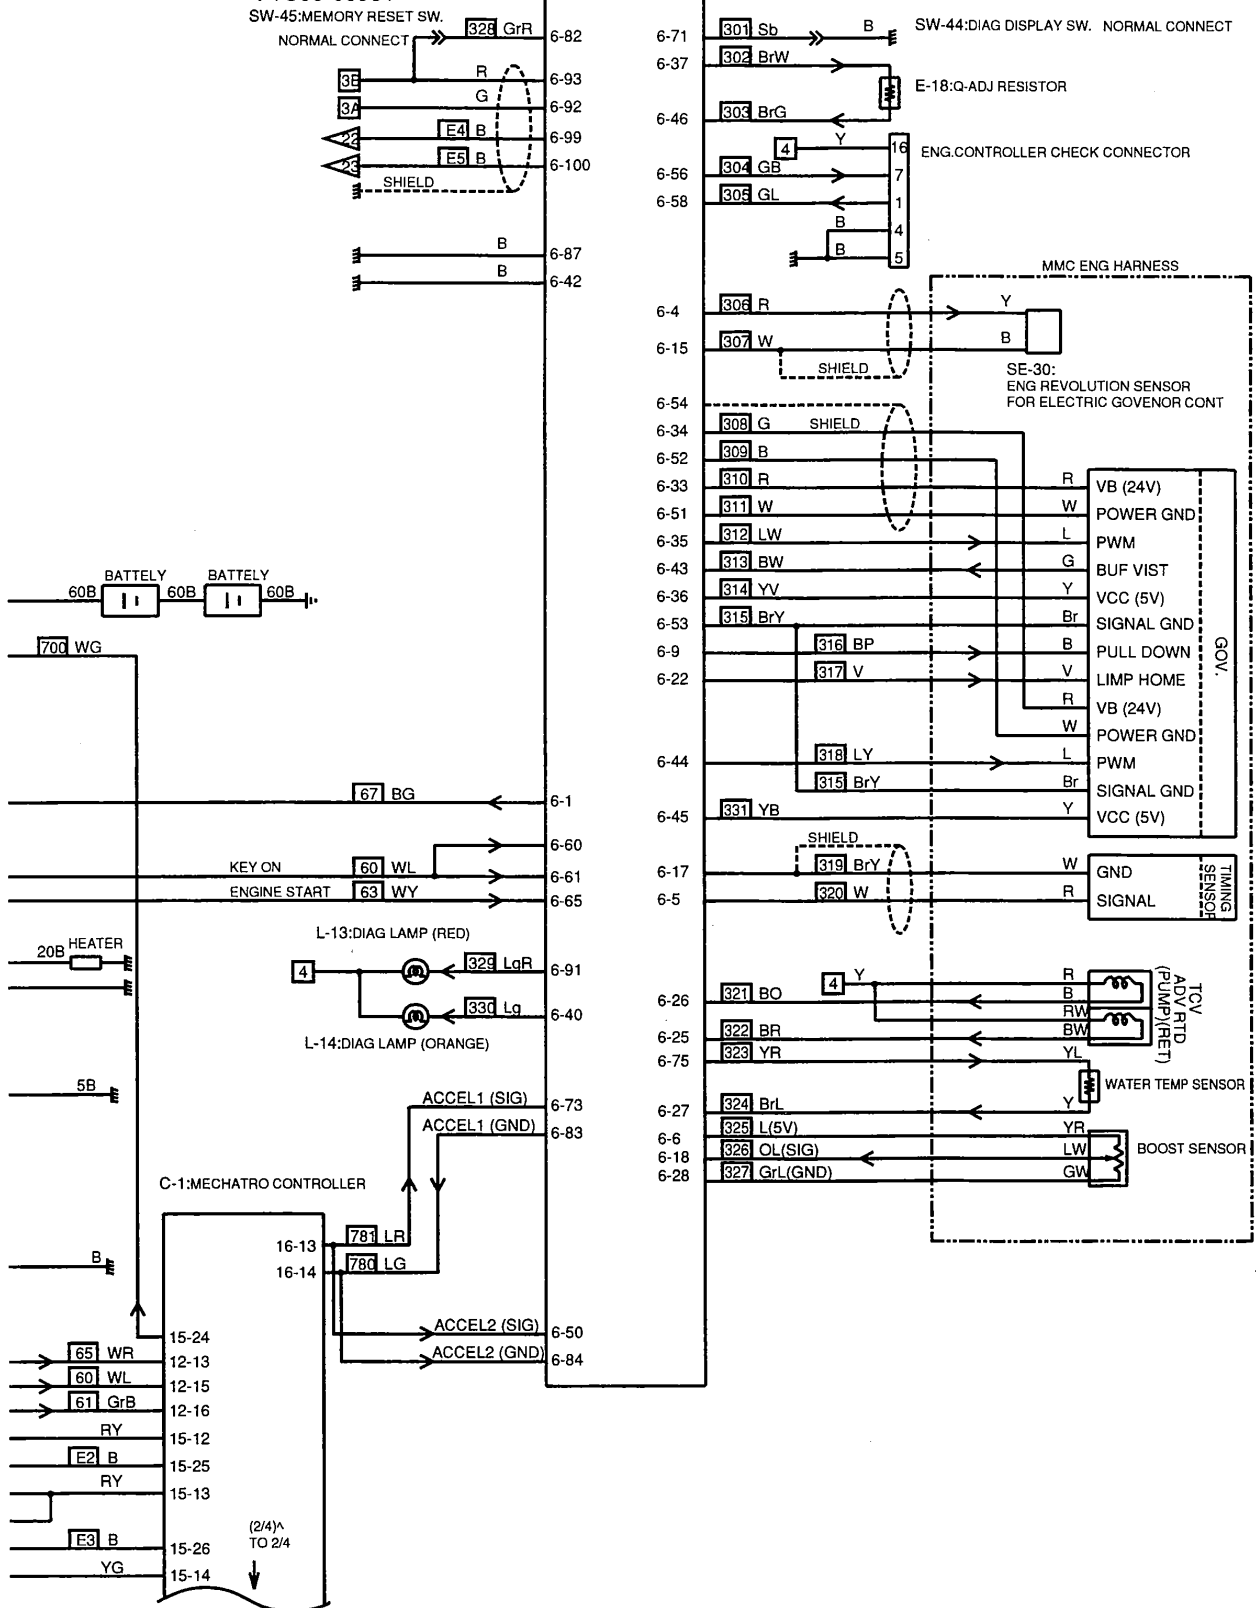 SW-45:MEMORY RESET SW.
NORMAL CONNECT
328 GrR 6-82
3B R 6-93
3A G 6-92
22 E4 B 6-99
23 E5 B 6-100
SHIELD
B 6-87
B 6-42
6-71 301 Sb B SW-44:DIAG DISPLAY SW. NORMAL CONNECT
6-37 302 BrW
E-18:Q-ADJ RESISTOR
6-46 303 BrG
4 Y 16 ENG.CONTROLLER CHECK CONNECTOR
6-56 304 GB 7
6-58 305 GL 1
B 4
B 5
MMC ENG HARNESS
6-4 306 R Y
6-15 307 W B
SHIELD
SE-30:
ENG REVOLUTION SENSOR
FOR ELECTRIC GOVENOR CONT
6-54
6-34 308 G SHIELD
6-52 309 B
6-33 310 R R VB (24V)
6-51 311 W W POWER GND
6-35 312 LW L PWM
6-43 313 BW G BUF VIST
6-36 314 YV Y VCC (5V)
6-53 315 BrY Br SIGNAL GND
6-9 316 BP B PULL DOWN
6-22 317 V V LIMP HOME
R VB (24V)
W POWER GND
6-44 318 LY L PWM
315 BrY Br SIGNAL GND
6-45 331 YB Y VCC (5V)
GOV.
SHIELD
6-17 319 BrY W GND
6-5 320 W R SIGNAL
TIMING
SENSOR
4 Y R
6-26 321 BO B
RW
6-25 322 BR BW
TCV
ADV RTD
(PUMP)(RET)
6-75 323 YR YL
WATER TEMP SENSOR
6-27 324 BrL Y
6-6 325 L(5V) YR
6-18 326 OL(SIG) LW BOOST SENSOR
6-28 327 GrL(GND) GW
BATTELY BATTELY
60B 60B 60B
700 WG
67 BG 6-1
6-60
KEY ON 60 WL 6-61
ENGINE START 63 WY 6-65
L-13:DIAG LAMP (RED)
20B HEATER
4 329 LgR 6-91
330 Lg 6-40
L-14:DIAG LAMP (ORANGE)
5B
ACCEL1 (SIG) 6-73
ACCEL1 (GND) 6-83
C-1:MECHATRO CONTROLLER
16-13 781 LR
16-14 780 LG
B
ACCEL2 (SIG) 6-50
ACCEL2 (GND) 6-84
15-24
65 WR 12-13
60 WL 12-15
61 GrB 12-16
RY 15-12
E2 B 15-25
RY 15-13
E3 B 15-26
YG 15-14
(2/4)^
TO 2/4